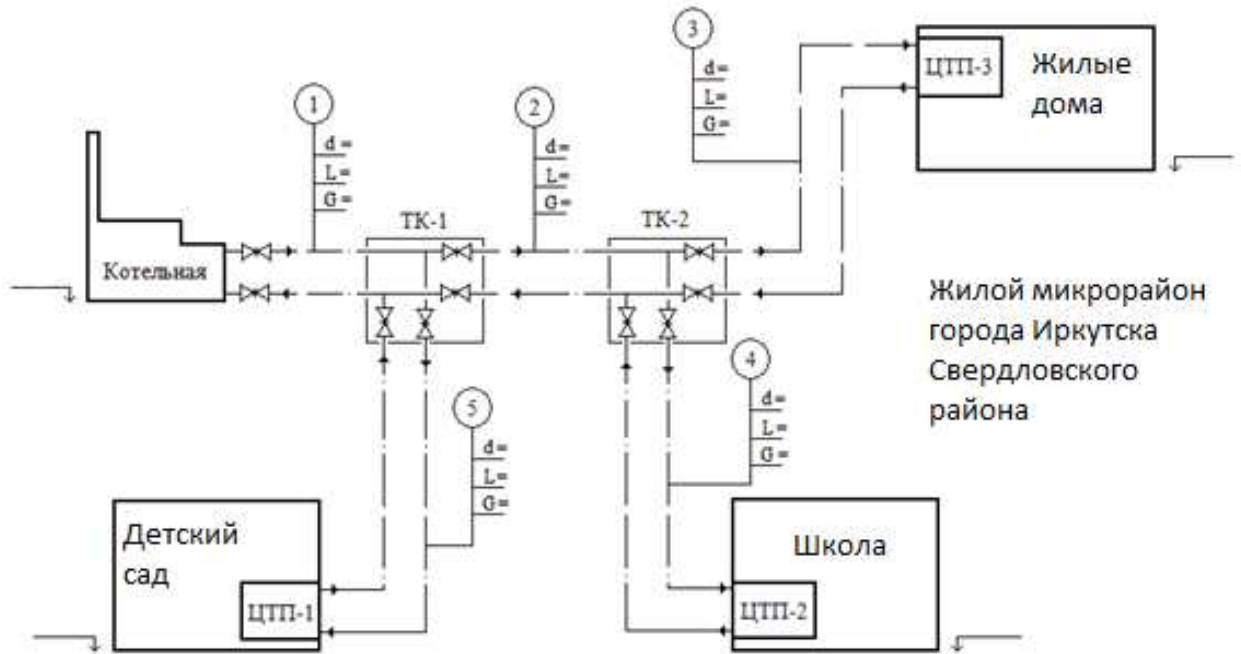 3
d=
L=
G=
ЦТП-3
Жилые
дома
1
d =
L=
G=
2
d=
L=
G=
ТК-1
ТК-2
Котельная
Жилой микрорайон
города Иркутска
Свердловского
района
4
d=
L=
G=
5
d=
L=
G=
Детский
сад
ЦТП-1
Школа
ЦТП-2